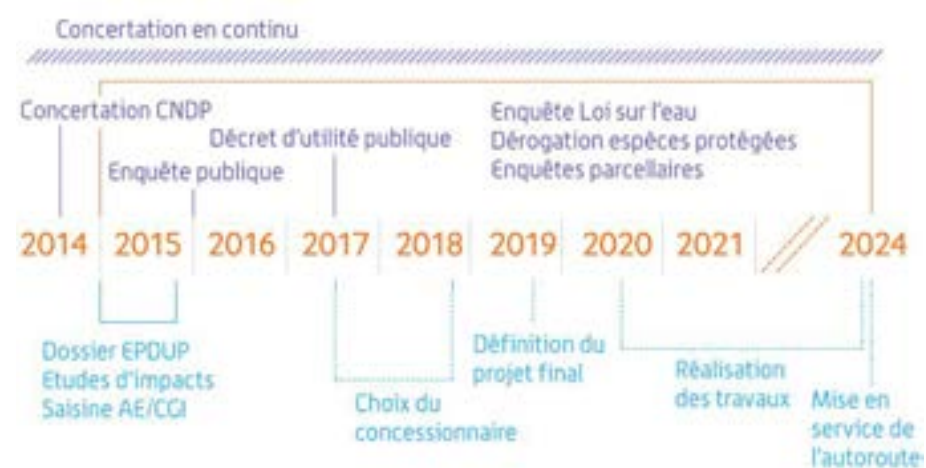 Concertation en continu
Concertation CNDP
Enquête Loi sur l'eau
Décret d'utilité publique
Dérogation espèces protégées
Enquête publique
Enquêtes parcellaires
2014 2015 2016 2017 2018 2019 2020 2021 2024
Dossier EPDUP
Etudes d'impacts
Saisine AE/CGI
Définition du
projet final
Choix du
concessionnaire
Réalisation
des travaux
Mise en
service de
l'autoroute